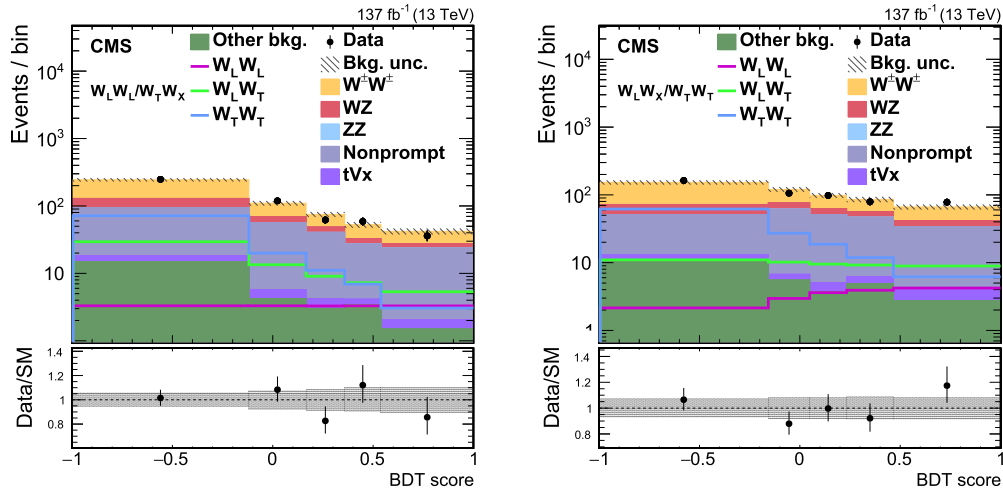 137 fb⁻¹ (13 TeV)
CMS
Other bkg.
Data
W_L W_L
Bkg. unc.
W_L W_L/W_T W_X
W_L W_T
W^±W^±
W_T W_T
WZ
ZZ
Nonprompt
tVx
Events / bin
10⁴
10³
10²
10
Data/SM
1.4
1.2
1
0.8
−1
−0.5
0
0.5
1
BDT score
137 fb⁻¹ (13 TeV)
CMS
Other bkg.
Data
W_L W_L
Bkg. unc.
W_L W_X/W_T W_T
W_L W_T
W^±W^±
W_T W_T
WZ
ZZ
Nonprompt
tVx
Events / bin
10⁴
10³
10²
10
1
Data/SM
1.4
1.2
1
0.8
−1
−0.5
0
0.5
1
BDT score